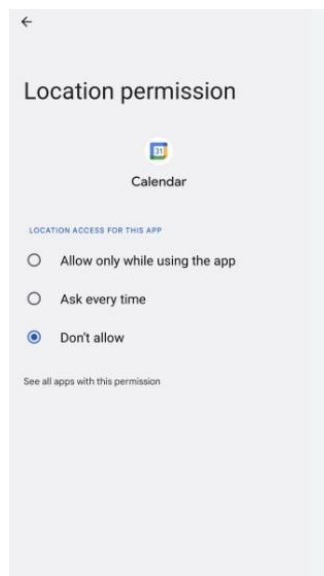 Location permission
31
Calendar
LOCATION ACCESS FOR THIS APP
Allow only while using the app
Ask every time
Don't allow
See all apps with this permission